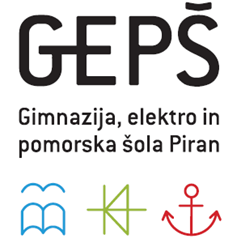 GEPŠ
Gimnazija, elektro in
pomorska šola Piran